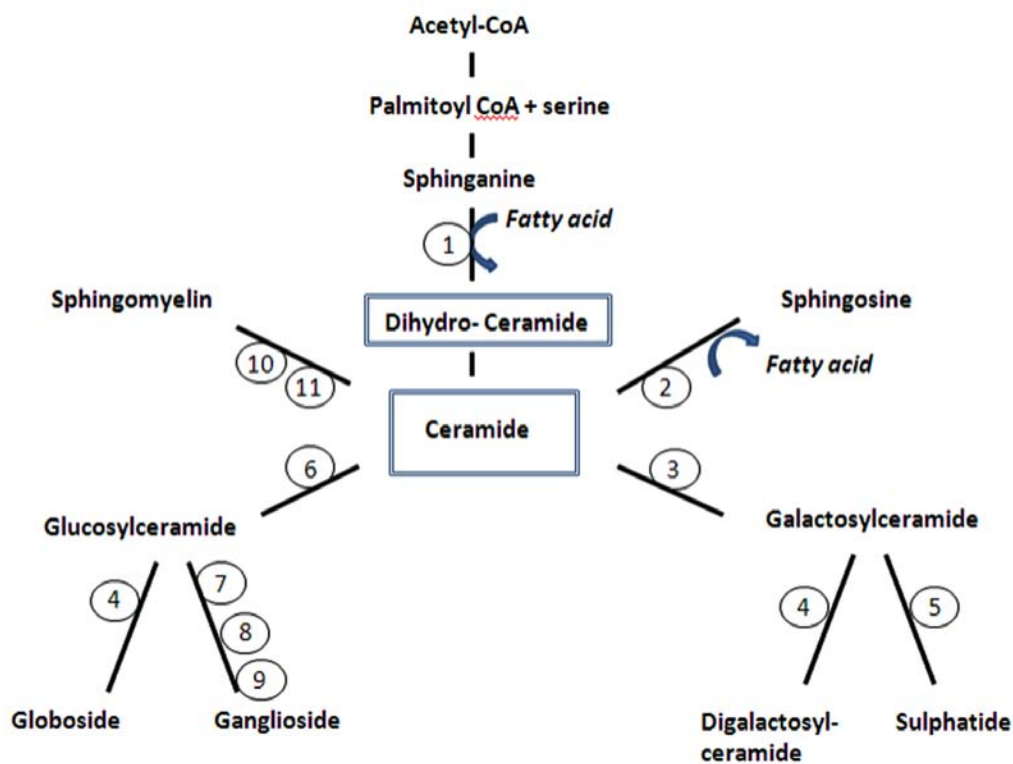 Acetyl-CoA
Palmitoyl CoA + serine
Sphinganine
Fatty acid
1
Sphingomyelin
Sphingosine
Dihydro- Ceramide
10
11
2
Fatty acid
Ceramide
6
3
Glucosylceramide
Galactosylceramide
4
7
8
9
4
5
Globoside
Ganglioside
Digalactosyl-
ceramide
Sulphatide